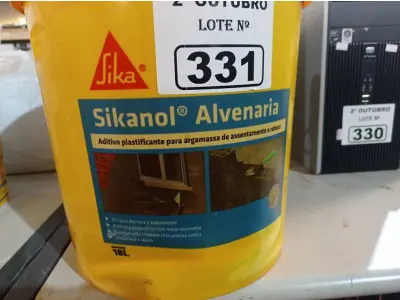 2º OUTUBRO
LOTE Nº
331
Sika
Sikanol® Alvenaria
Aditivo plastificante para argamassa de assentamento e reboco
18L
hp
2º OUTUBRO
LOTE Nº
330